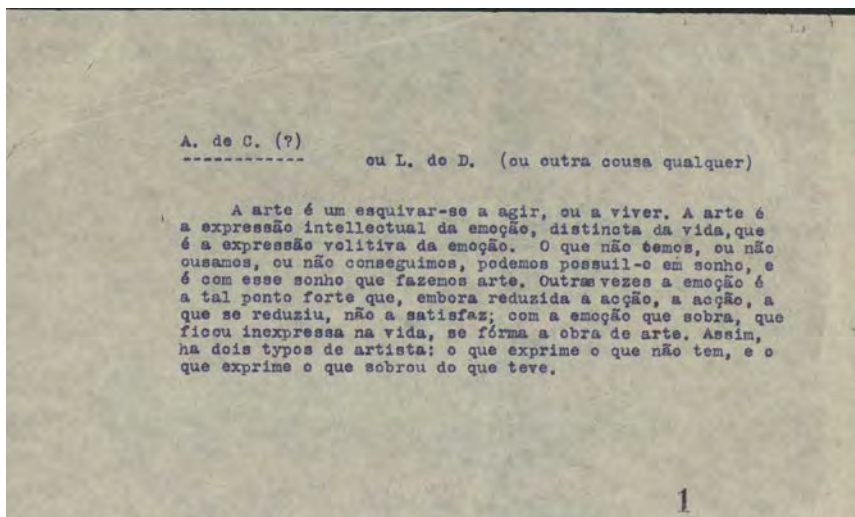 A. de C. (?)
------------
ou L. do D. (ou outra cousa qualquer)
A arte é um esquivar-se a agir, ou a viver. A arte é
a expressão intellectual da emoção, distincta da vida, que
é a expressão volitiva da emoção. O que não temos, ou não
ousamos, ou não conseguimos, podemos possuil-o em sonho, e
é com esse sonho que fazemos arte. Outras vezes a emoção é
a tal ponto forte que, embora reduzida a acção, a acção, a
que se reduziu, não a satisfaz; com a emoção que sobra, que
ficou inexpressa na vida, se fórma a obra de arte. Assim,
ha dois typos de artista: o que exprime o que não tem, e o
que exprime o que sobrou do que teve.
1